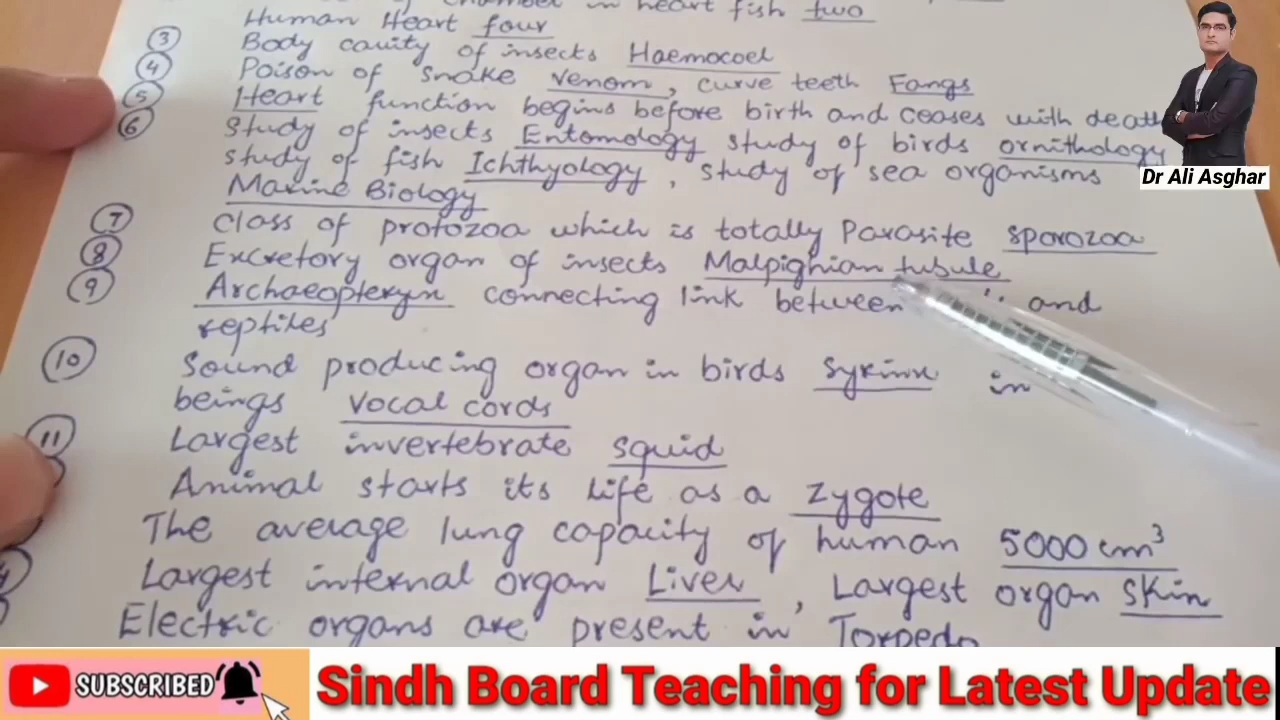 chamber in heart fish two
Human Heart four
③ Body cavity of insects Haemocoel
④ Poison of snake venom, curve teeth Fangs
⑤ Heart function begins before birth and ceases with death
⑥ Study of insects Entomology study of birds ornithology
study of fish Ichthyology, study of sea organisms
Marine Biology
⑦ Class of protozoa which is totally Parasite sporozoa
⑧ Excretory organ of insects Malpighian tubule
⑨ Archaeopteryx connecting link between and
reptiles
⑩ Sound producing organ in birds Syrinx in
beings vocal cords
⑪ Largest invertebrate squid
Animal starts its life as a Zygote
The average lung capacity of human 5000 cm³
Largest internal organ Liver, Largest organ skin
Electric organs are present in Torpedo
Dr Ali Asghar
SUBSCRIBED
Sindh Board Teaching for Latest Update